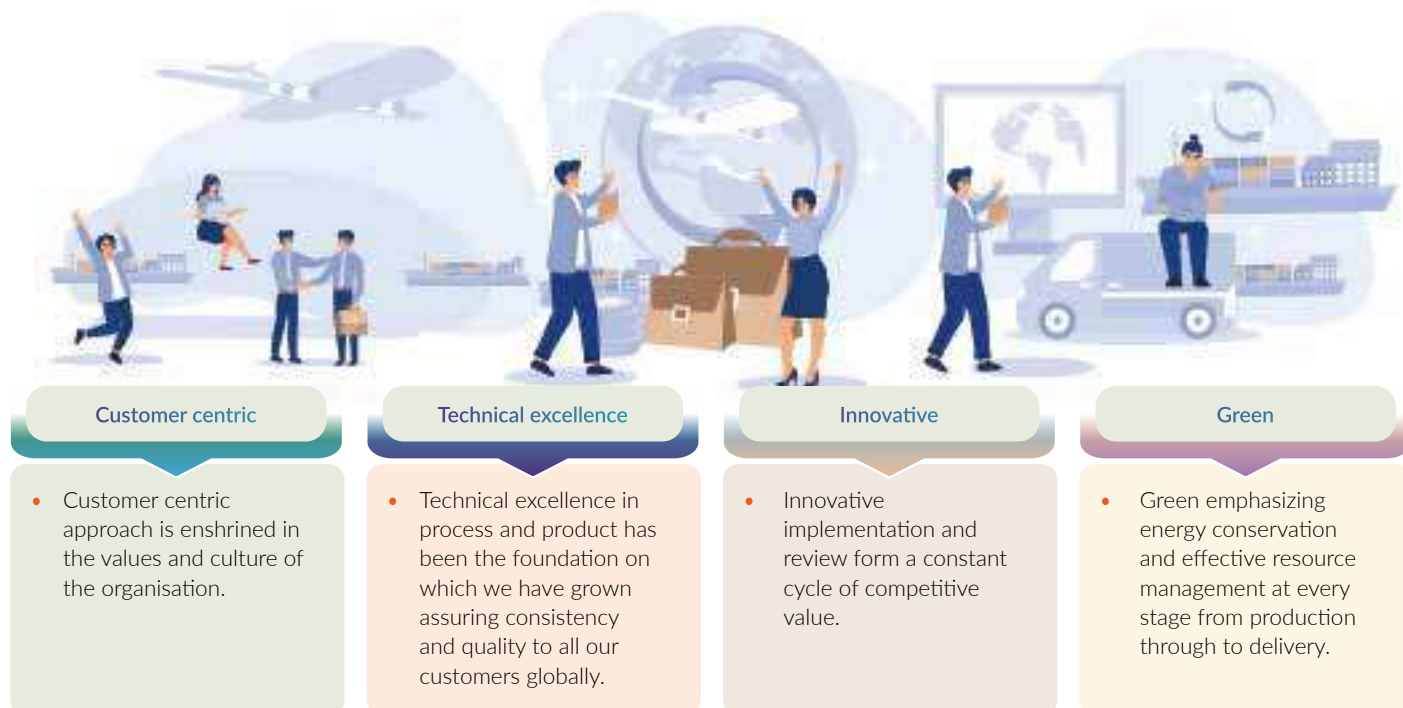 Customer centric
• Customer centric
approach is enshrined in
the values and culture of
the organisation.
Technical excellence
• Technical excellence in
process and product has
been the foundation on
which we have grown
assuring consistency
and quality to all our
customers globally.
Innovative
• Innovative
implementation and
review form a constant
cycle of competitive
value.
Green
• Green emphasizing
energy conservation
and effective resource
management at every
stage from production
through to delivery.